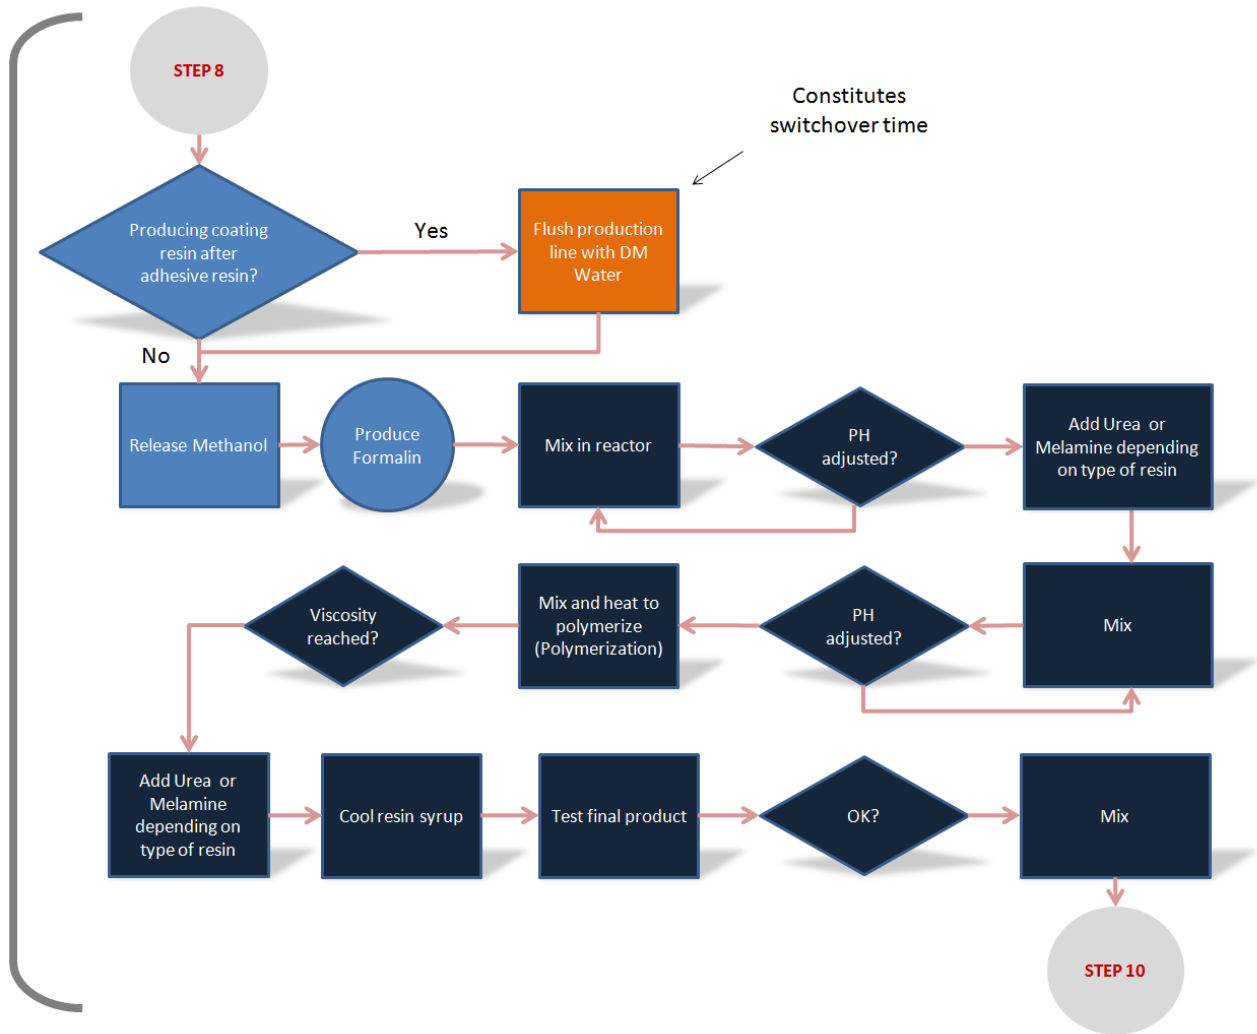 STEP 8
Constitutes
switchover time
Producing coating
resin after
adhesive resin?
Yes
Flush production
line with DM
Water
No
Release Methanol
Produce
Formalin
Mix in reactor
PH
adjusted?
Add Urea or
Melamine depending
on type of resin
Viscosity
reached?
Mix and heat to
polymerize
(Polymerization)
PH
adjusted?
Mix
Add Urea or
Melamine
depending on
type of resin
Cool resin syrup
Test final product
OK?
Mix
STEP 10